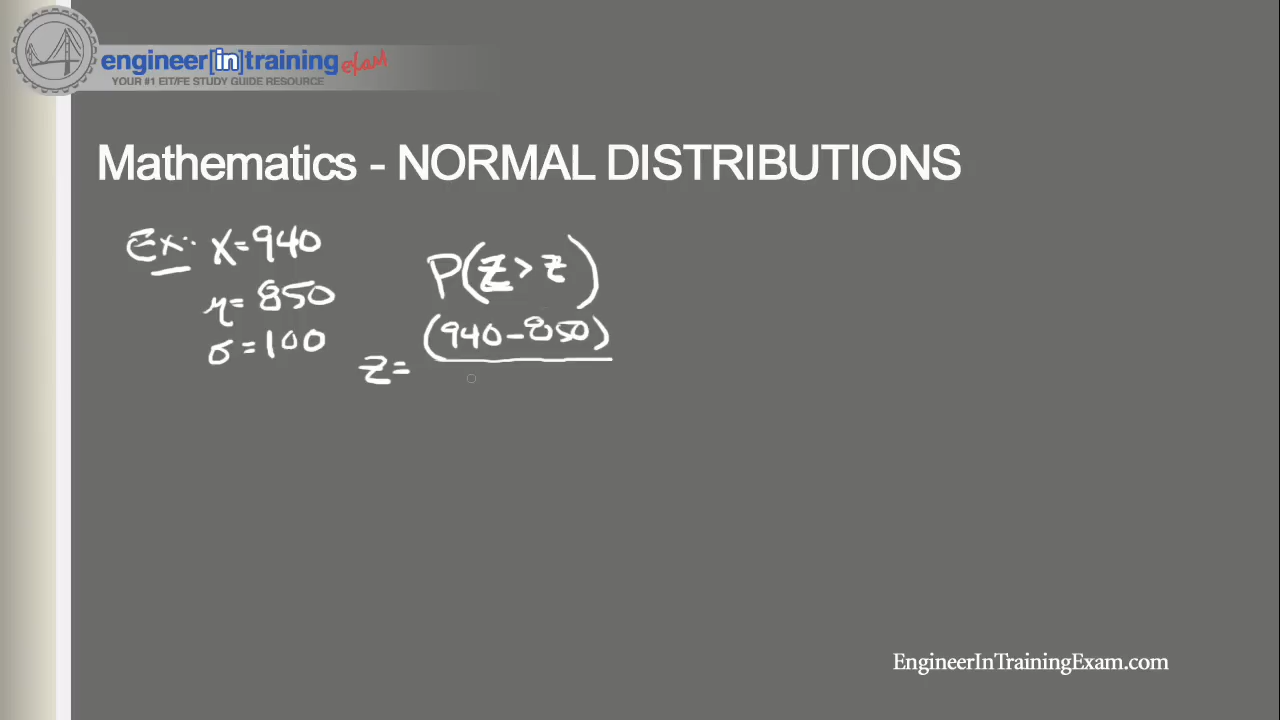 engineer[in]training exam
YOUR #1 EIT/FE STUDY GUIDE RESOURCE
Mathematics - NORMAL DISTRIBUTIONS
Ex: x=940
P(Z>z)
η=850
σ=100
z= (940-850)
EngineerInTrainingExam.com